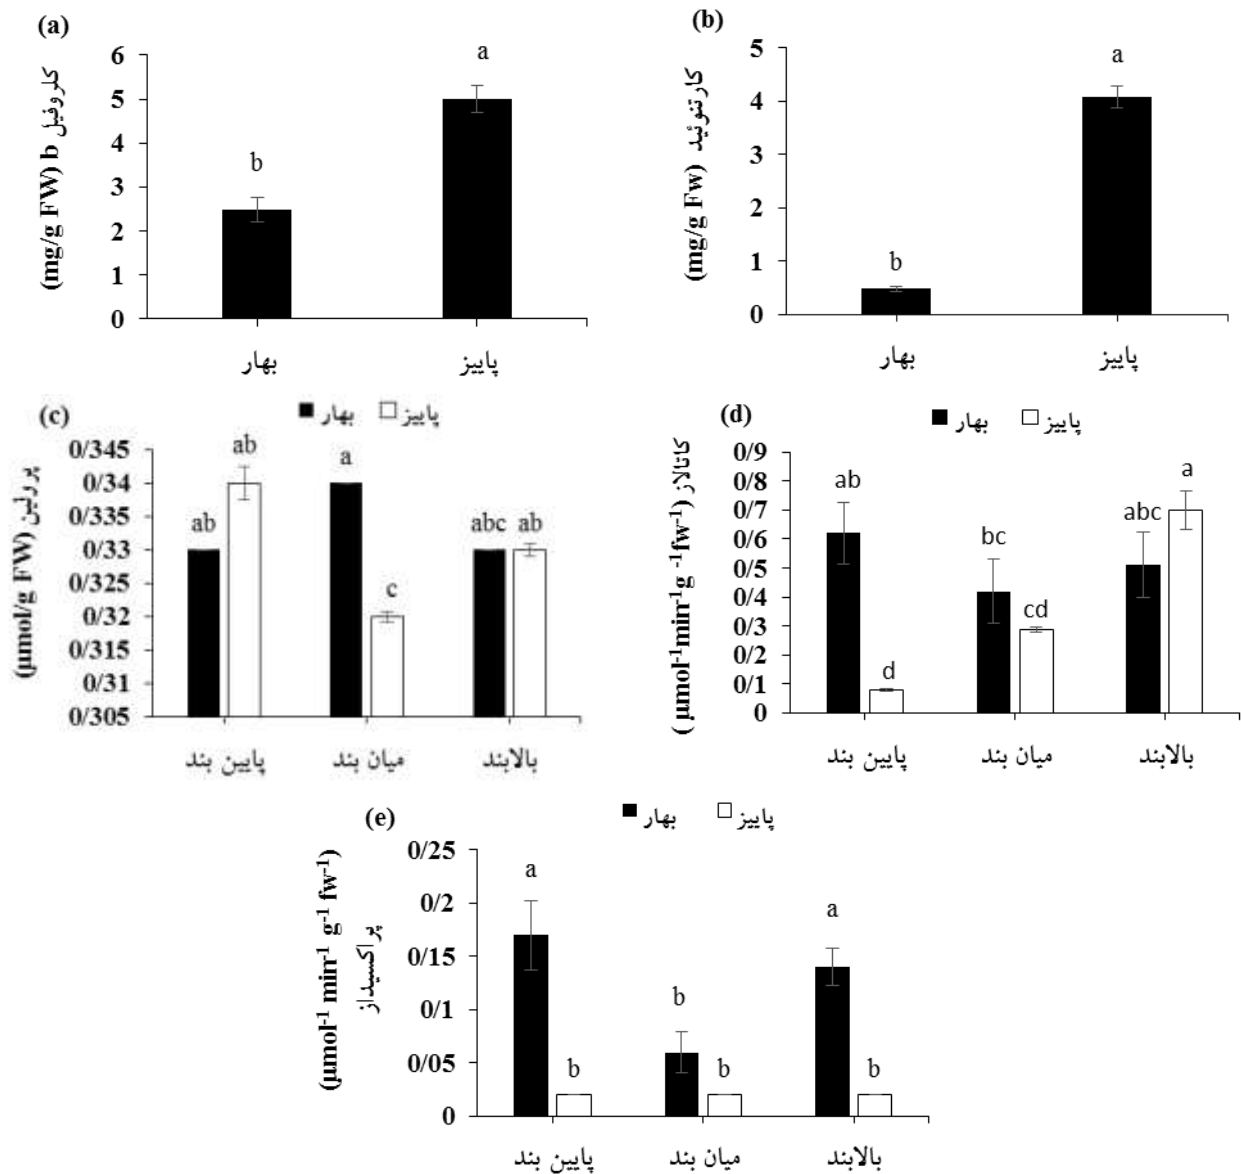 (a)
کلروفیل b (mg/g FW)
6
5
4
3
2
1
0
b
a
بهار
پاییز
(b)
کارتنوئید (mg/g Fw)
5
4
3
2
1
0
b
a
بهار
پاییز
(c)
بهار
پاییز
پرولین (µmol/g FW)
0/345
0/34
0/335
0/33
0/325
0/32
0/315
0/31
0/305
ab
ab
a
c
abc
ab
پایین بند
میان بند
بالابند
(d)
بهار
پاییز
کاتالاز (µmol⁻¹min⁻¹g ⁻¹fw⁻¹)
0/9
0/8
0/7
0/6
0/5
0/4
0/3
0/2
0/1
0
ab
d
bc
cd
abc
a
پایین بند
میان بند
بالابند
(e)
بهار
پاییز
(µmol⁻¹ min⁻¹ g⁻¹ fw⁻¹)
پراکسیداز
0/25
0/2
0/15
0/1
0/05
0
a
b
b
b
a
b
پایین بند
میان بند
بالابند